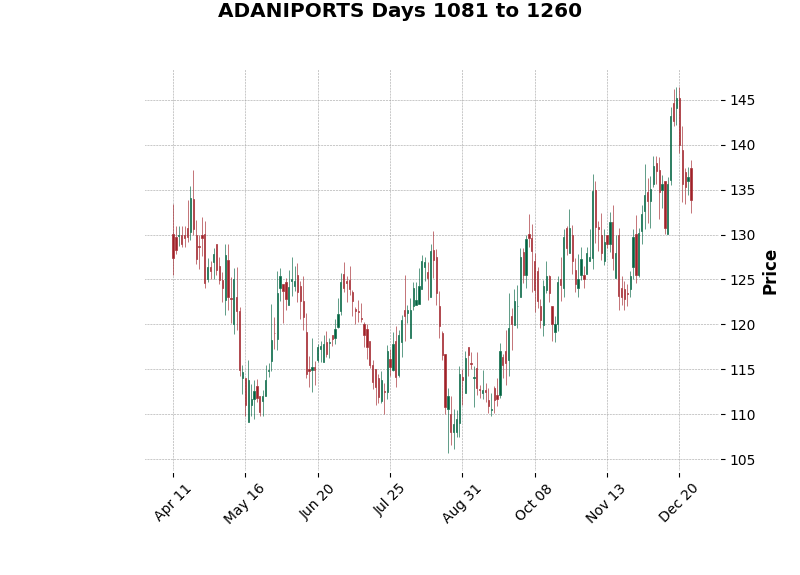 ADANIPORTS Days 1081 to 1260
145
140
135
130
125
120
115
110
105
Price
Apr 11
May 16
Jun 20
Jul 25
Aug 31
Oct 08
Nov 13
Dec 20